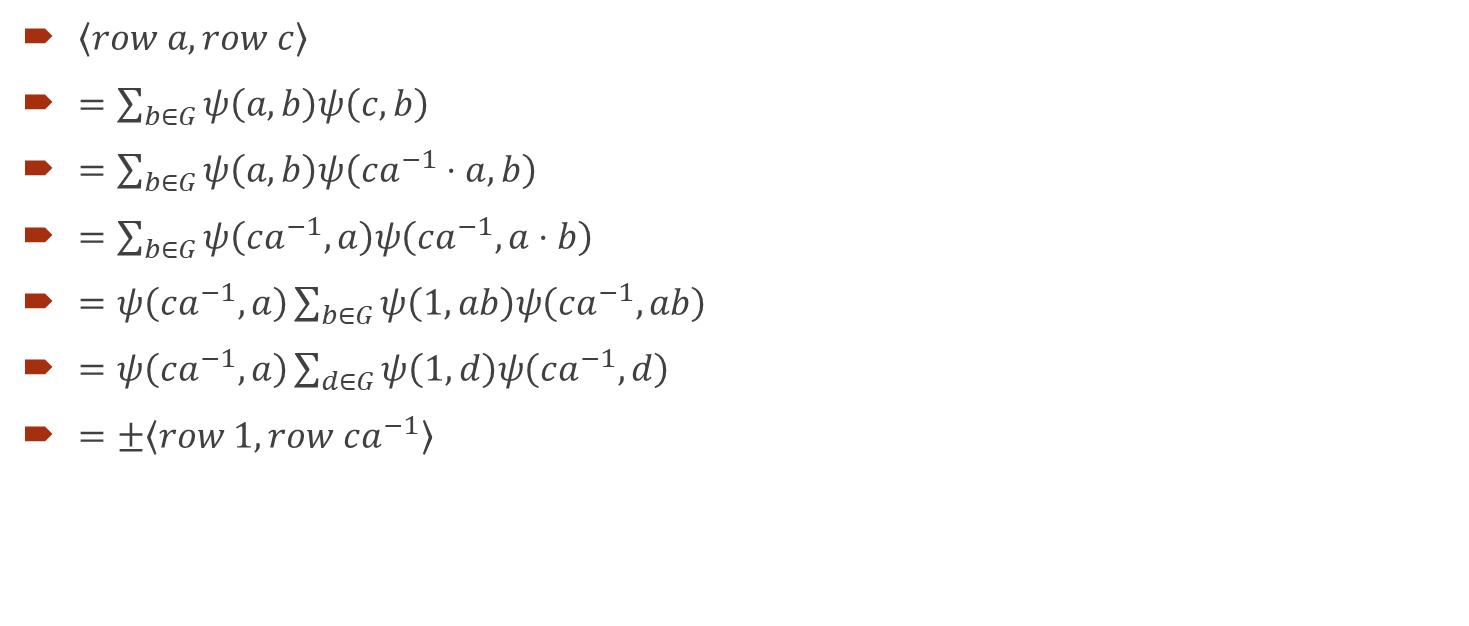 ⟨row a, row c⟩
= ∑_{b∈G} ψ(a, b)ψ(c, b)
= ∑_{b∈G} ψ(a, b)ψ(ca⁻¹ · a, b)
= ∑_{b∈G} ψ(ca⁻¹, a)ψ(ca⁻¹, a · b)
= ψ(ca⁻¹, a) ∑_{b∈G} ψ(1, ab)ψ(ca⁻¹, ab)
= ψ(ca⁻¹, a) ∑_{d∈G} ψ(1, d)ψ(ca⁻¹, d)
= ±⟨row 1, row ca⁻¹⟩